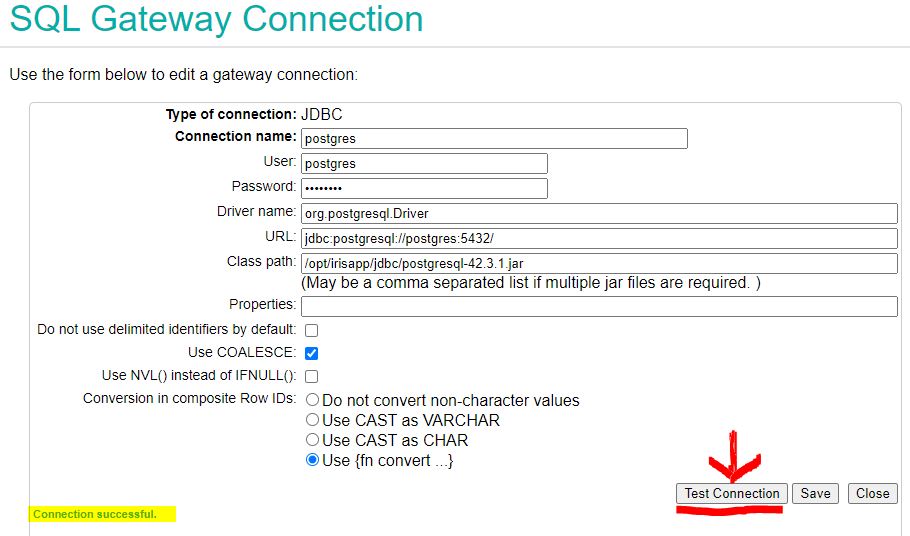 SQL Gateway Connection
Use the form below to edit a gateway connection:
Type of connection: JDBC
Connection name: postgres
User: postgres
Password: ••••••••
Driver name: org.postgresql.Driver
URL: jdbc:postgresql://postgres:5432/
Class path: /opt/irisapp/jdbc/postgresql-42.3.1.jar
(May be a comma separated list if multiple jar files are required. )
Properties:
Do not use delimited identifiers by default:
Use COALESCE:
Use NVL() instead of IFNULL():
Conversion in composite Row IDs: Do not convert non-character values
Use CAST as VARCHAR
Use CAST as CHAR
Use {fn convert ...}
Test Connection Save Close
Connection successful.